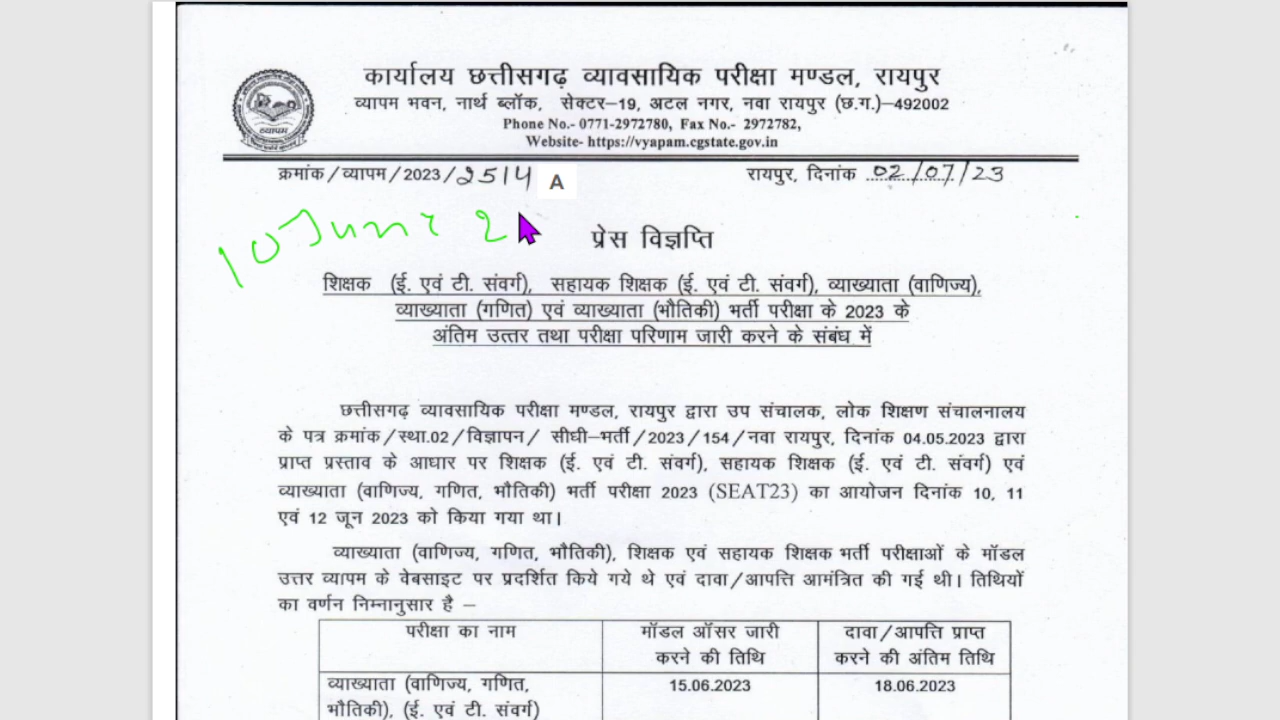 कार्यालय छत्तीसगढ़ व्यावसायिक परीक्षा मण्डल, रायपुर
व्यापम भवन, नार्थ ब्लॉक, सेक्टर–19, अटल नगर, नवा रायपुर (छ.ग.)–492002
Phone No.- 0771-2972780, Fax No.- 2972782,
Website- https://vyapam.cgstate.gov.in
व्यापम
क्रमांक/व्यापम/2023/2514 A रायपुर, दिनांक 02/07/23
10 June 2
प्रेस विज्ञप्ति
शिक्षक (ई. एवं टी. संवर्ग), सहायक शिक्षक (ई. एवं टी. संवर्ग), व्याख्याता (वाणिज्य),
व्याख्याता (गणित) एवं व्याख्याता (भौतिकी) भर्ती परीक्षा के 2023 के
अंतिम उत्तर तथा परीक्षा परिणाम जारी करने के संबंध में
छत्तीसगढ़ व्यावसायिक परीक्षा मण्डल, रायपुर द्वारा उप संचालक, लोक शिक्षण संचालनालय
के पत्र क्रमांक/स्था.02/विज्ञापन/ सीधी–भर्ती/2023/154/नवा रायपुर, दिनांक 04.05.2023 द्वारा
प्राप्त प्रस्ताव के आधार पर शिक्षक (ई. एवं टी. संवर्ग), सहायक शिक्षक (ई. एवं टी. संवर्ग) एवं
व्याख्याता (वाणिज्य, गणित, भौतिकी) भर्ती परीक्षा 2023 (SEAT23) का आयोजन दिनांक 10, 11
एवं 12 जून 2023 को किया गया था।
व्याख्याता (वाणिज्य, गणित, भौतिकी), शिक्षक एवं सहायक शिक्षक भर्ती परीक्षाओं के मॉडल
उत्तर व्यापम के वेबसाइट पर प्रदर्शित किये गये थे एवं दावा/आपत्ति आमंत्रित की गई थी। तिथियों
का वर्णन निम्नानुसार है –
परीक्षा का नाम मॉडल ऑंसर जारी दावा/आपत्ति प्राप्त
करने की तिथि करने की अंतिम तिथि
व्याख्याता (वाणिज्य, गणित, 15.06.2023 18.06.2023
भौतिकी), (ई. एवं टी. संवर्ग)